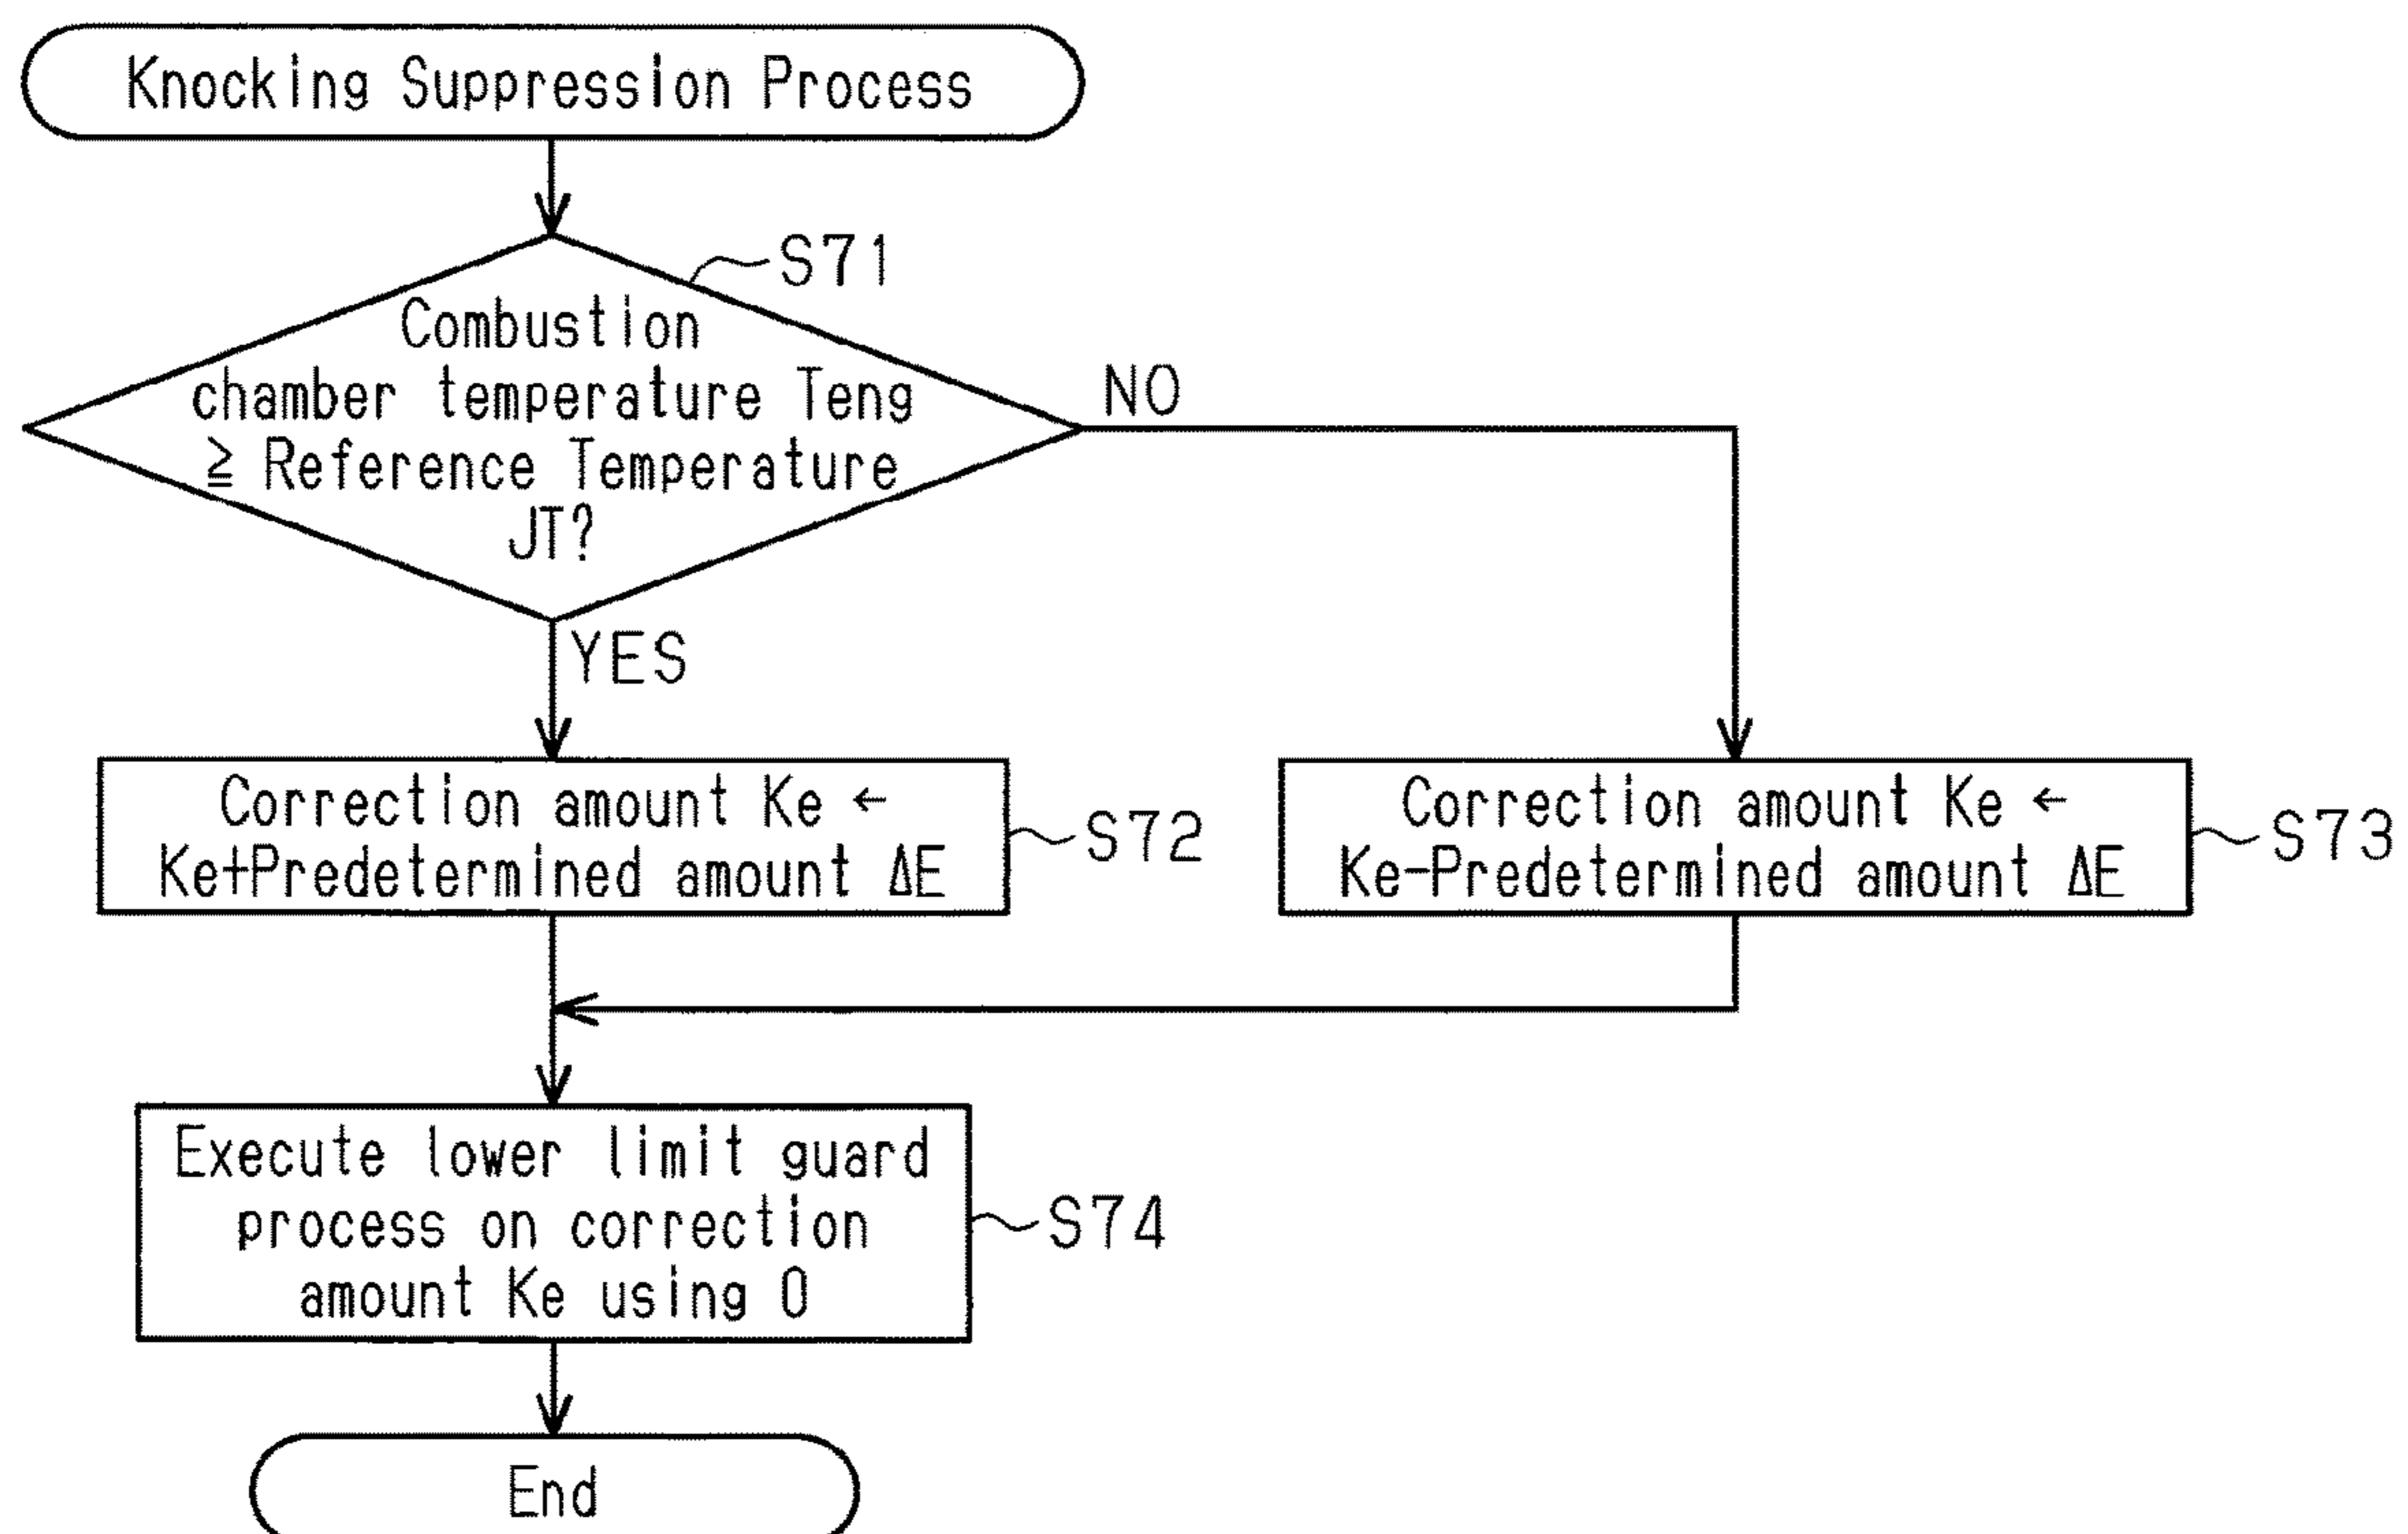 Knocking Suppression Process
S71
Combustion
chamber temperature Teng
≧ Reference Temperature
JT?
NO
YES
Correction amount Ke ←
Ke+Predetermined amount ΔE
S72
Correction amount Ke ←
Ke-Predetermined amount ΔE
S73
Execute lower limit guard
process on correction
amount Ke using 0
S74
End